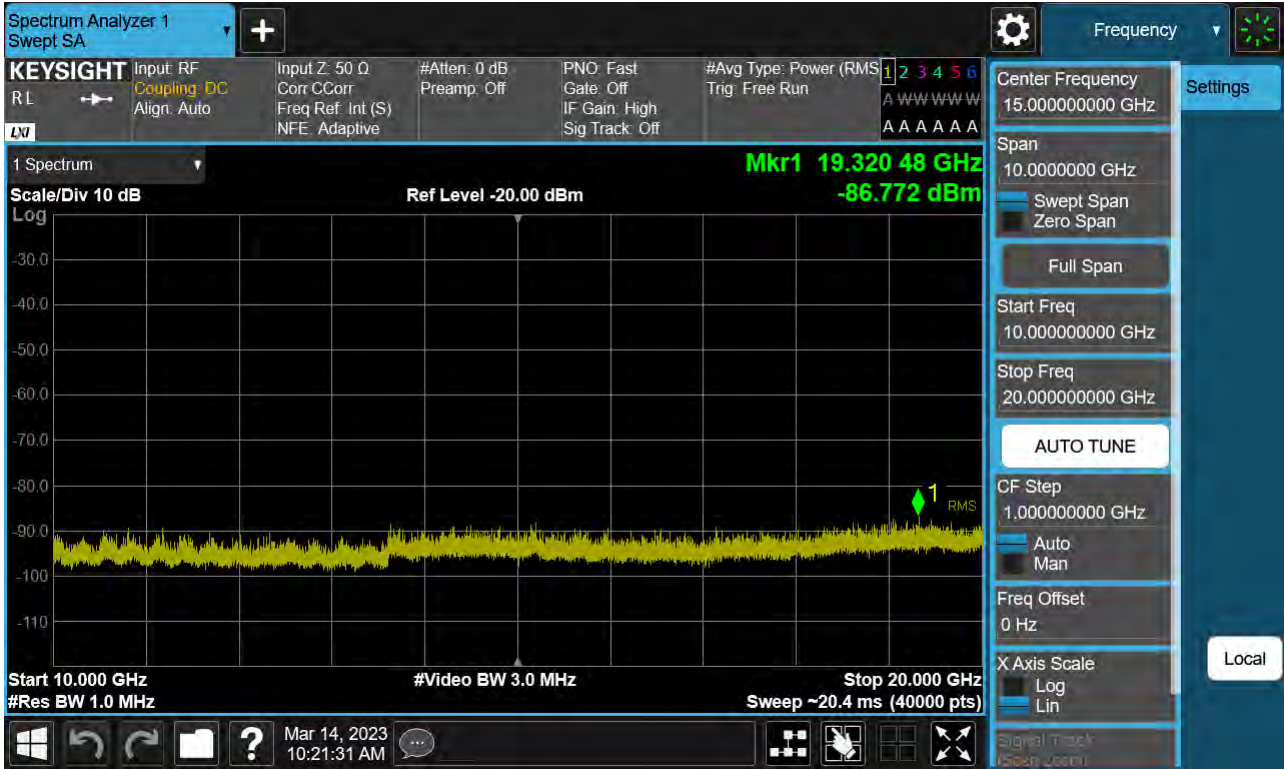 Spectrum Analyzer 1
Swept SA
Frequency
KEYSIGHT
R L
LXI
Input: RF
Coupling: DC
Align: Auto
Input Z: 50 Ω
Corr CCorr
Freq Ref: Int (S)
NFE: Adaptive
#Atten: 0 dB
Preamp: Off
PNO: Fast
Gate: Off
IF Gain: High
Sig Track: Off
#Avg Type: Power (RMS
Trig: Free Run
1 2 3 4 5 6
A W W W W W
A A A A A A
1 Spectrum
Mkr1 19.320 48 GHz
-86.772 dBm
Scale/Div 10 dB
Ref Level -20.00 dBm
Log
-30.0
-40.0
-50.0
-60.0
-70.0
-80.0
-90.0
-100
-110
1
RMS
Start 10.000 GHz
#Video BW 3.0 MHz
Stop 20.000 GHz
#Res BW 1.0 MHz
Sweep ~20.4 ms (40000 pts)
Center Frequency
15.000000000 GHz
Settings
Span
10.0000000 GHz
Swept Span
Zero Span
Full Span
Start Freq
10.000000000 GHz
Stop Freq
20.000000000 GHz
AUTO TUNE
CF Step
1.000000000 GHz
Auto
Man
Freq Offset
0 Hz
X Axis Scale
Log
Lin
Signal Track
(Span Zoom)
Local
?
Mar 14, 2023
10:21:31 AM